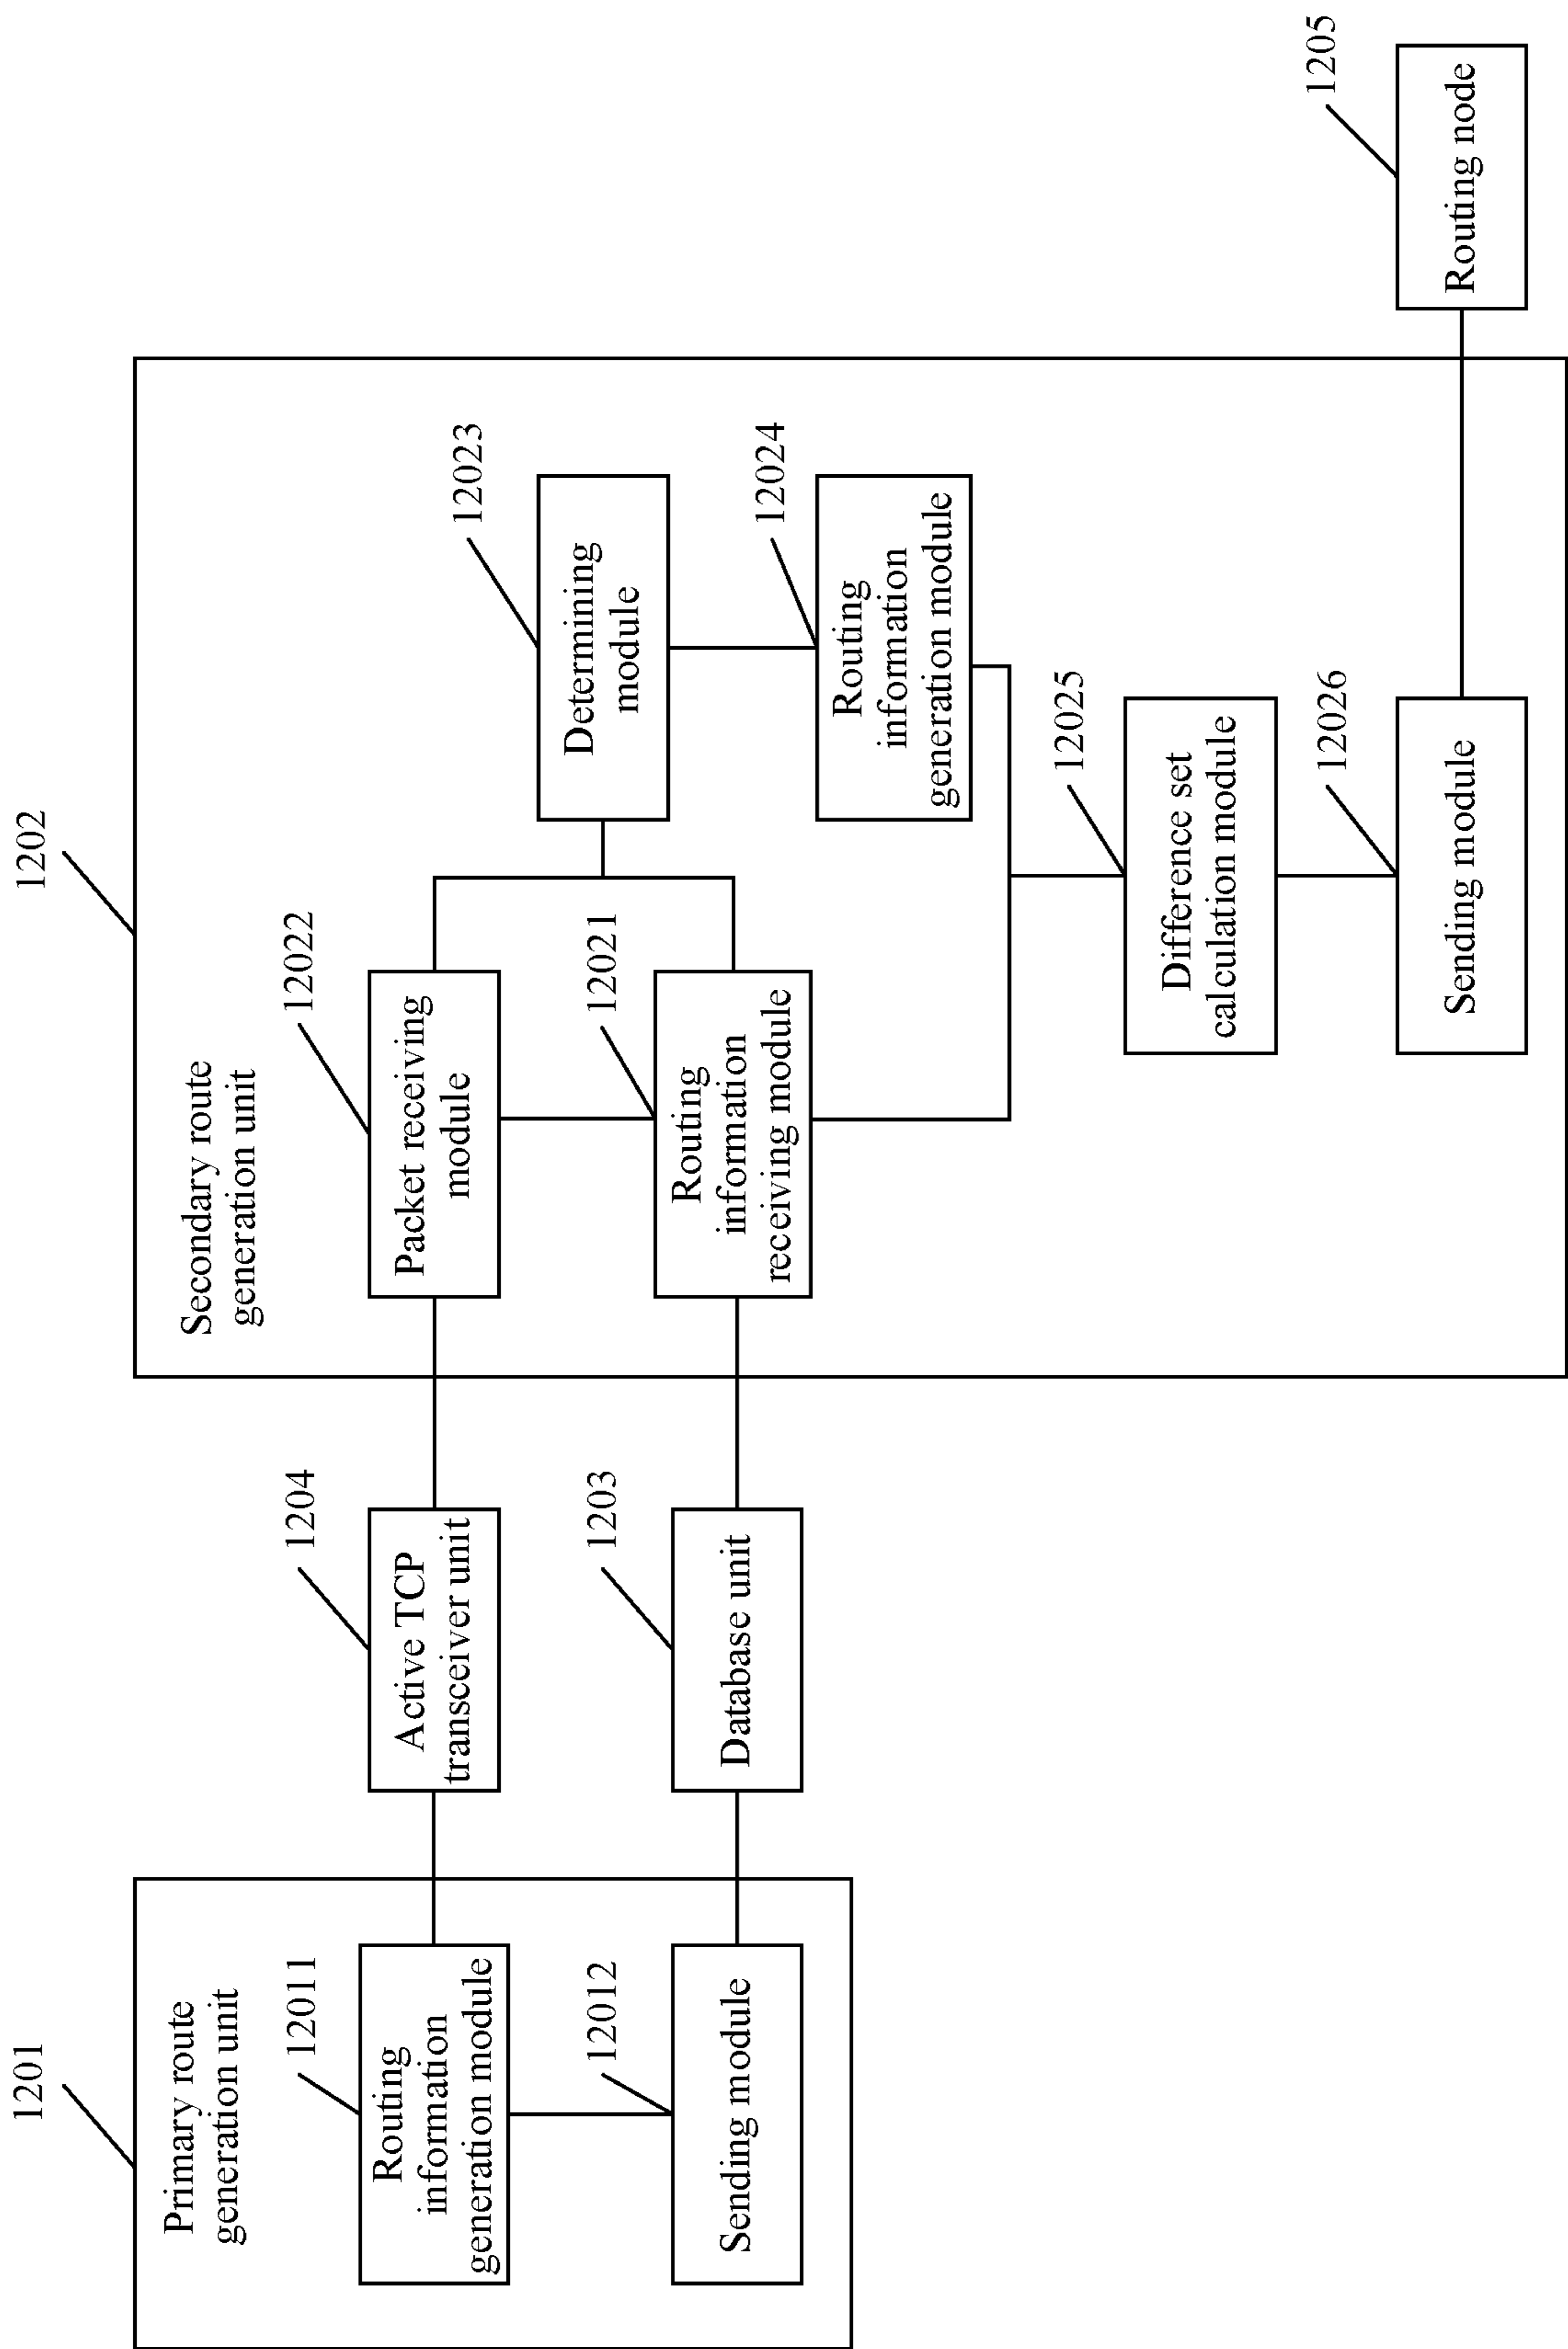 1201
Primary route
generation unit
12011
Routing
information
generation module
12012
Sending module
1204
Active TCP
transceiver unit
1203
Database unit
1202
Secondary route
generation unit
12022
Packet receiving
module
12021
Routing
information
receiving module
12023
Determining
module
12024
Routing
information
generation module
12025
Difference set
calculation module
12026
Sending module
1205
Routing node